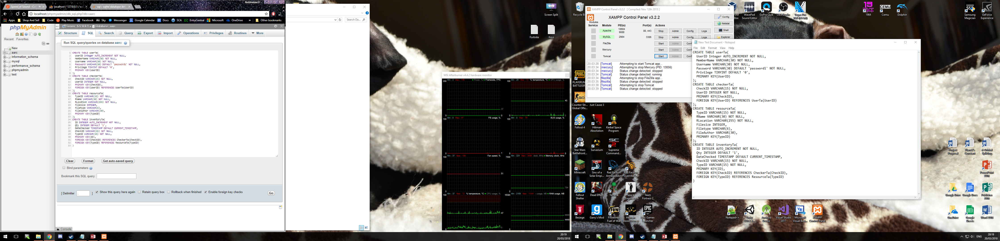 RiotShielder21
Speed of Sound - Co
localhost / 127.0.0.1 / aa
sql - sqlite database def
localhost/phpmyadmin/db_sql.php?db=aarc
Apps
Shop And Sell
Code
Play Music
Facebook
Sky
Messenger
Google Calendar
Docs
SCA
EntryCentral
Microsoft
OneDrive
»
Other bookmarks
phpMyAdmin
Recent
Favorites
New
aarc
information_schema
mysql
performance_schema
phpmyadmin
test
Server: 127.0.0.1 » Database: aarc
Structure
SQL
Search
Query
Export
Import
Operations
Privileges
Routines
More
Run SQL query/queries on database aarc:
1 CREATE TABLE userTa(
2 UserID Integer AUTO_INCREMENT NOT NULL,
3 MemberName VARCHAR(30) NOT NULL,
4 Username VARCHAR(30) NOT NULL,
5 Password VARCHAR(30) DEFAULT 'password1' NOT NULL,
6 Privilege TINYINT DEFAULT '0',
7 PRIMARY KEY(UserID)
8 );
9 CREATE TABLE checkerTa(
10 CheckID VARCHAR(15) NOT NULL,
11 UserID INTEGER NOT NULL,
12 PRIMARY KEY(CheckID),
13 FOREIGN KEY(UserID) REFERENCES UserTa(UserID)
14 );
15 CREATE TABLE resourceTa(
16 TypeID VARCHAR(15) NOT NULL,
17 RName VARCHAR(30) NOT NULL,
18 RLocation VARCHAR(255) NOT NULL,
19 Filesize INTEGER,
20 Filetype VARCHAR(6),
21 FileAuthor VARCHAR(30),
22 PRIMARY KEY(TypeID)
23 );
24 CREATE TABLE inventoryTa(
25 ID INTEGER AUTO_INCREMENT NOT NULL,
26 Qty INTEGER DEFAULT '1',
27 DateChecked TIMESTAMP DEFAULT CURRENT_TIMESTAMP,
28 CheckID VARCHAR(15) NOT NULL,
29 TypeID VARCHAR(15) NOT NULL,
30 PRIMARY KEY(ID),
31 FOREIGN KEY(CheckID) REFERENCES CheckerTa(CheckID),
32 FOREIGN KEY(TypeID) REFERENCES ResourceTa(TypeID)
33 )
Clear
Format
Get auto-saved query
Bind parameters
Bookmark this SQL query:
[ Delimiter ; ]
Show this query here again
Retain query box
Rollback when finished
Enable foreign key checks
Go
Console
Search Da...
Screen Split
Fortnite
Keys
MSI Afterburner v4.4.2 hardware monitor
Power, %
Framerate, FPS
GPU usage, %
FB usage, %
BUS usage, %
Fan speed, %
Memory clock, MHz
CPU usage, %
RAM usage, MB
20:19
20/03/2018
XAMPP Control Panel v3.2.2 [ Compiled: Nov 12th 2015 ]
XAMPP Control Panel v3.2.2
Modules
Service
Module
PID(s)
Port(s)
Actions
Apache
10684
9088
80, 443
Stop
Admin
Config
Logs
MySQL
2984
3306
Stop
Admin
Config
Logs
FileZilla
Start
Admin
Mercury
Start
Admin
Tomcat
Start
Admin
Config
Netstat
Shell
Explorer
20:03:28 [Tomcat] Attempting to start Tomcat app...
20:03:34 [mercury] Attempting to stop Mercury (PID: 13056)
20:03:34 [mercury] Status change detected: stopped
20:03:34 [Tomcat] Status change detected: running
20:03:34 [filezilla] Attempting to stop FileZilla app...
20:03:35 [filezilla] Status change detected: stopped
20:03:38 [Tomcat] Attempting to stop Tomcat
20:03:39 [Tomcat] Status change detected: stopped
New Text Document - Notepad
File Edit Format View Help
CREATE TABLE userTa(
UserID Integer AUTO_INCREMENT NOT NULL,
MemberName VARCHAR(30) NOT NULL,
Username VARCHAR(30) NOT NULL,
Password VARCHAR(30) DEFAULT 'password1' NOT NULL,
Privilege TINYINT DEFAULT '0',
PRIMARY KEY(UserID)
);
CREATE TABLE checkerTa(
CheckID VARCHAR(15) NOT NULL,
UserID INTEGER NOT NULL,
PRIMARY KEY(CheckID),
FOREIGN KEY(UserID) REFERENCES UserTa(UserID)
);
CREATE TABLE resourceTa(
TypeID VARCHAR(15) NOT NULL,
RName VARCHAR(30) NOT NULL,
RLocation VARCHAR(255) NOT NULL,
Filesize INTEGER,
Filetype VARCHAR(6),
FileAuthor VARCHAR(30),
PRIMARY KEY(TypeID)
);
CREATE TABLE inventoryTa(
ID INTEGER AUTO_INCREMENT NOT NULL,
Qty INTEGER DEFAULT '1',
DateChecked TIMESTAMP DEFAULT CURRENT_TIMESTAMP,
CheckID VARCHAR(15) NOT NULL,
TypeID VARCHAR(15) NOT NULL,
PRIMARY KEY(ID),
FOREIGN KEY(CheckID) REFERENCES CheckerTa(CheckID),
FOREIGN KEY(TypeID) REFERENCES ResourceTa(TypeID)
)
Recycle Bi
VM
Box
WavePad
Sound Editor
GoPro Quik
OBS Studio
Vegas Pro
1964
Cemu
Dolphin
Samsung
Magician
GeForce
Experience
PLAYERUN
BATTLEGR
Counter-Str...
Global Offe...
Just Cause 3
Fallout 4
Hitman
Absolution
Kerbal Space
Program
Star Wars
Battlefront...
Survarium
Supreme
Command...
Minecraft
Sins of a
Solar Empi...
Red Faction
Armageddon
Red Faction
Guerrilla S...
Fallout
Shelter
Dead Effect
Terraria
Space
Engineers
Team
Fortress 2
Besiege
Garry's Mod
Frontlines
Fuel of War
Hitman
Blood Money
Epic Games
Launcher
Project
Proposal
Planck's
Constant
d-Orbital
Splitting
PowerPoint
2016
Google Drive
Google Docs
Publisher
2016
Notepad++
Unity
Android
Studio
Visual Studio
2017
Microsoft
Visual Bas...
XAMPP
Control Panel
OneDrive
Google
Sheets
Word 2016
ENG
20:19
20/03/2018